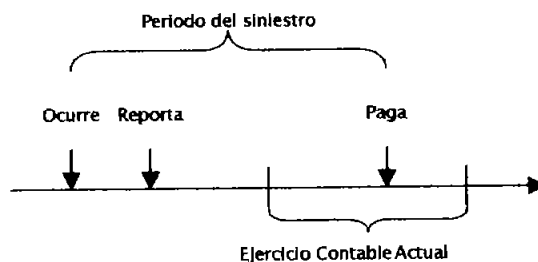 Periodo del siniestro
Ocurre Reporta Paga
Ejercicio Contable Actual